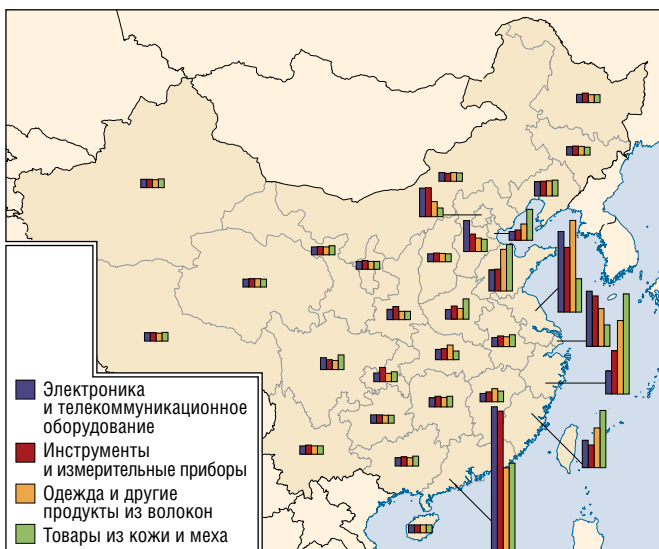 Электроника
и телекоммуникационное
оборудование
Инструменты
и измерительные приборы
Одежда и другие
продукты из волокон
Товары из кожи и меха